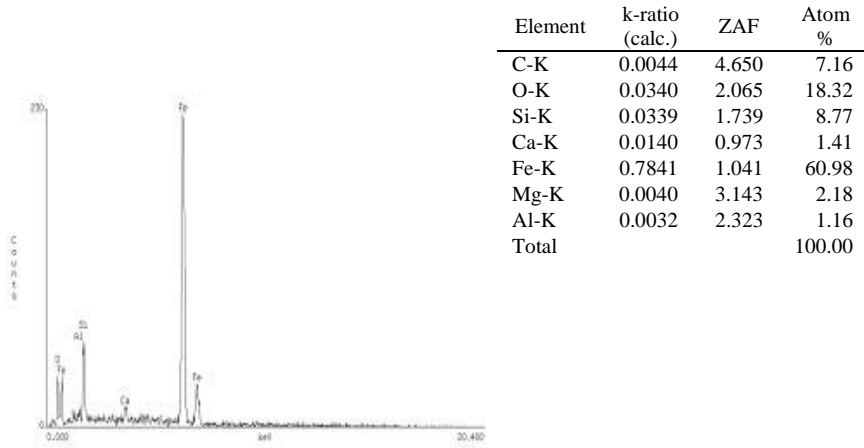 Element k-ratio (calc.) ZAF Atom %
C-K 0.0044 4.650 7.16
O-K 0.0340 2.065 18.32
Si-K 0.0339 1.739 8.77
Ca-K 0.0140 0.973 1.41
Fe-K 0.7841 1.041 60.98
Mg-K 0.0040 3.143 2.18
Al-K 0.0032 2.323 1.16
Total 100.00
230
Fe
Counts
Si
Al
Fe
Fe
Ca
0
0.000 keV 20.480